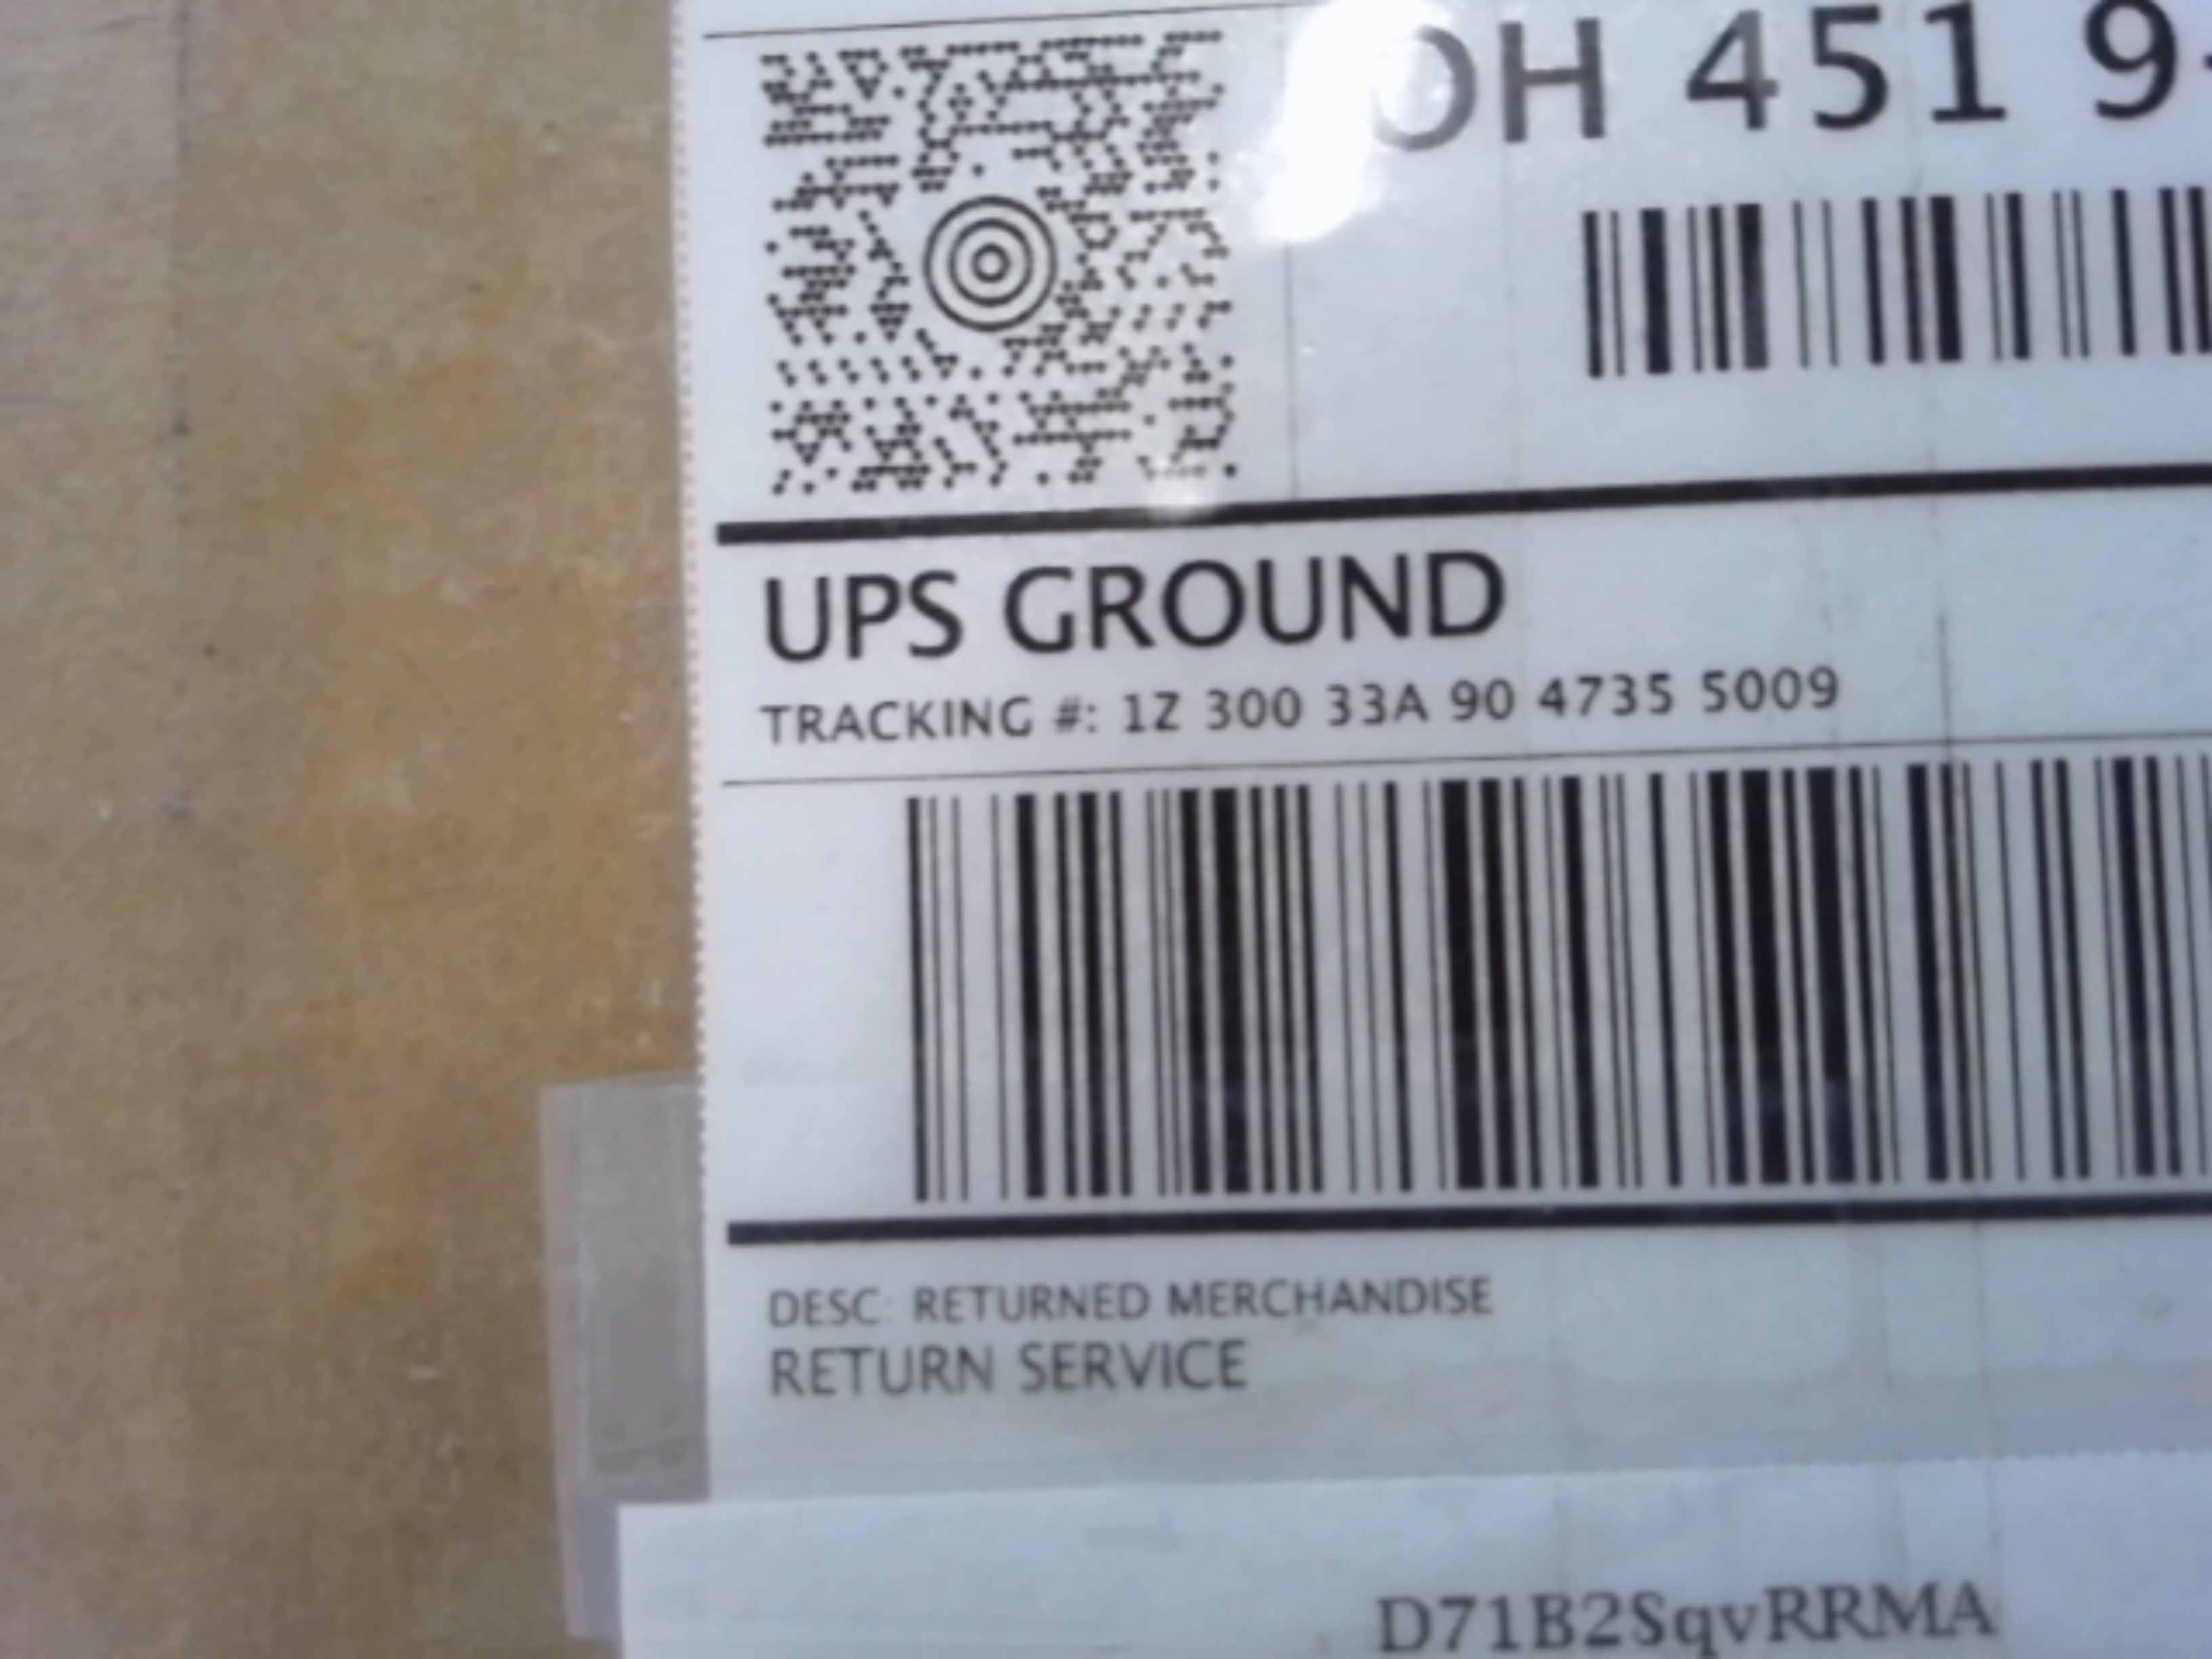 OH 451 9-
UPS GROUND
TRACKING #: 1Z 300 33A 90 4735 5009
DESC: RETURNED MERCHANDISE
RETURN SERVICE
D71B2SqvRRMA